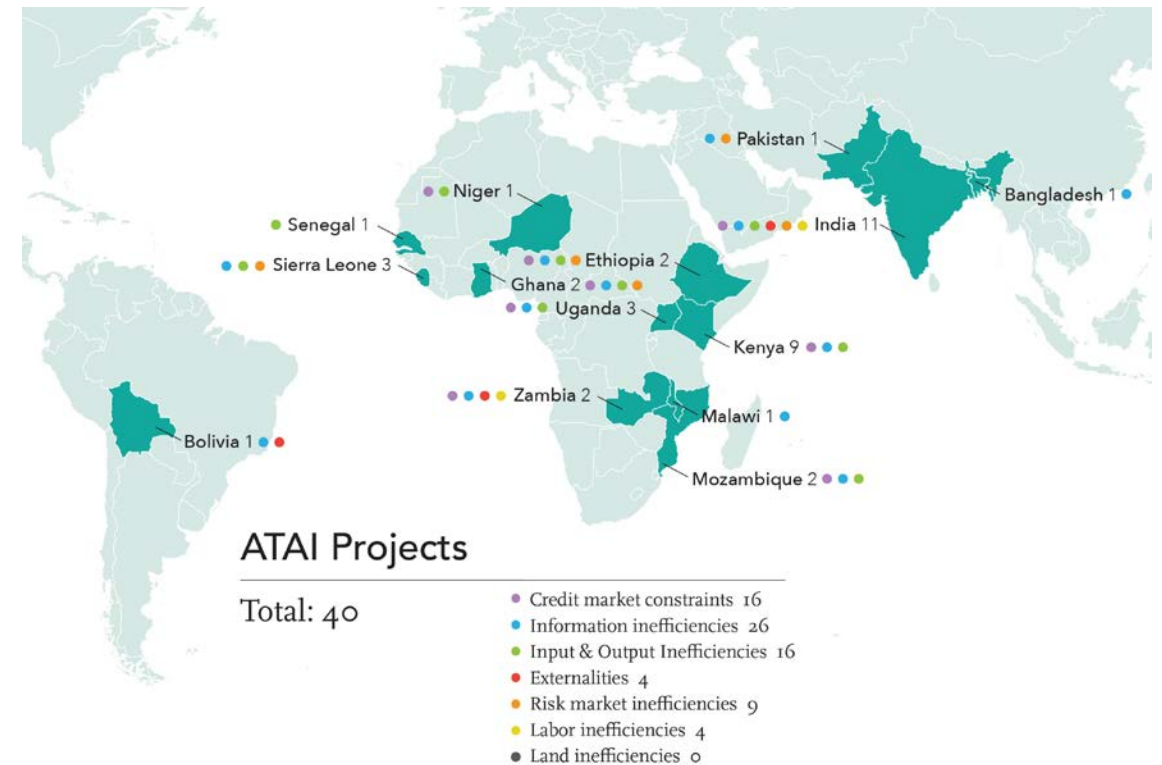 Pakistan 1
Niger 1
Bangladesh 1
Senegal 1
India 11
Sierra Leone 3
Ethiopia 2
Ghana 2
Uganda 3
Kenya 9
Zambia 2
Malawi 1
Bolivia 1
Mozambique 2
ATAI Projects
Total: 40
Credit market constraints 16
Information inefficiencies 26
Input & Output Inefficiencies 16
Externalities 4
Risk market inefficiencies 9
Labor inefficiencies 4
Land inefficiencies 0